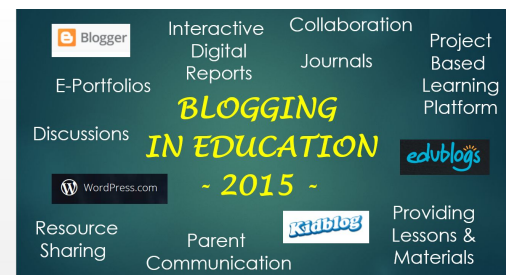 Blogger
Interactive
Digital
Reports
Collaboration
Journals
Project
Based
Learning
Platform
E-Portfolios
BLOGGING
IN EDUCATION
- 2015 -
Discussions
edublogs
WordPress.com
Kidblog
Resource
Sharing
Parent
Communication
Providing
Lessons &
Materials